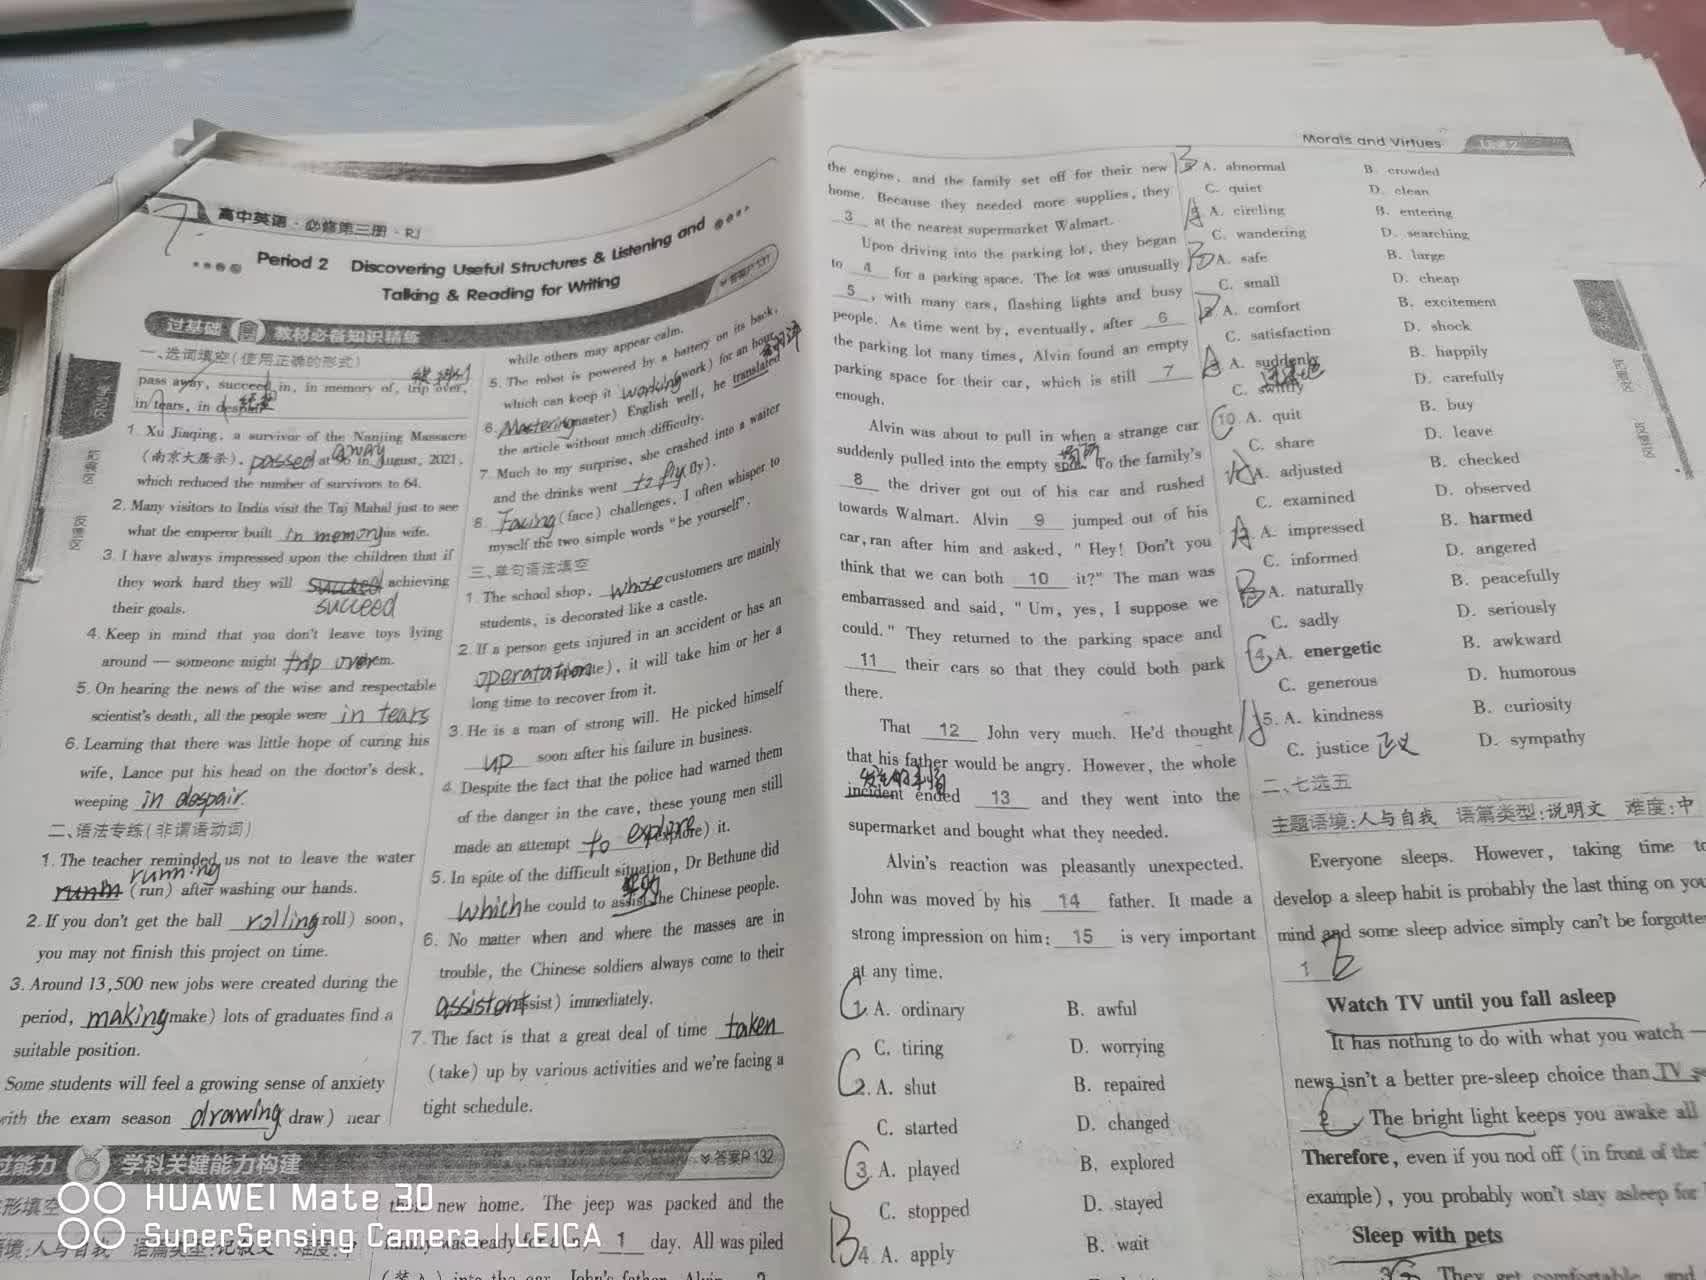 高中英语·必修第三册·RJ
Period 2 Discovering Useful Structures & Listening and
Talking & Reading for Writing
答案P131
过基础 教材必备知识精练
一、选词填空(使用正确的形式)
pass away, succeed in, in memory of, trip over,
in tears, in despair
1. Xu Jiaqing, a survivor of the Nanjing Massacre
away
(南京大屠杀), passed at 96 in August, 2021,
which reduced the number of survivors to 64.
2. Many visitors to India visit the Taj Mahal just to see
what the emperor built in memory his wife.
3. I have always impressed upon the children that if
they work hard they will achieving
succeed
their goals.
4. Keep in mind that you don't leave toys lying
around — someone might trip over them.
5. On hearing the news of the wise and respectable
scientist's death, all the people were in tears
6. Learning that there was little hope of curing his
wife, Lance put his head on the doctor's desk,
weeping in despair.
二、语法专练(非谓语动词)
1. The teacher reminded us not to leave the water
running
(run) after washing our hands.
2. If you don't get the ball rolling roll) soon,
you may not finish this project on time.
3. Around 13,500 new jobs were created during the
period, making make) lots of graduates find a
suitable position.
Some students will feel a growing sense of anxiety
with the exam season drawing draw) near
while others may appear calm.
5. The robot is powered by a battery on its back,
which can keep it working (work) for an hour.
6. Mastering master) English well, he translated
the article without much difficulty.
7. Much to my surprise, she crashed into a waiter
and the drinks went to fly fly).
8. Facing (face) challenges, I often whisper to
myself the two simple words "be yourself".
三、单句语法填空
1. The school shop, whose customers are mainly
students, is decorated like a castle.
2. If a person gets injured in an accident or has an
operatation te), it will take him or her a
long time to recover from it.
3. He is a man of strong will. He picked himself
up soon after his failure in business.
4. Despite the fact that the police had warned them
of the danger in the cave, these young men still
made an attempt to explore (explore) it.
5. In spite of the difficult situation, Dr Bethune did
which he could to assist the Chinese people.
6. No matter when and where the masses are in
trouble, the Chinese soldiers always come to their
assistant ssist) immediately.
7. The fact is that a great deal of time taken
(take) up by various activities and we're facing a
tight schedule.
过能力 学科关键能力构建
答案P132
形填空
语境:人与自我 语篇类型:记叙文 难度:中
new home. The jeep was packed and the
family was ready for a(n) 1 day. All was piled
Morals and Virtues
the engine, and the family set off for their new
home. Because they needed more supplies, they
3 at the nearest supermarket Walmart.
Upon driving into the parking lot, they began
to 4 for a parking space. The lot was unusually
5, with many cars, flashing lights and busy
people. As time went by, eventually, after 6
the parking lot many times, Alvin found an empty
parking space for their car, which is still 7
enough.
Alvin was about to pull in when a strange car
suddenly pulled into the empty spot. To the family's
8 the driver got out of his car and rushed
towards Walmart. Alvin 9 jumped out of his
car, ran after him and asked, "Hey! Don't you
think that we can both 10 it?" The man was
embarrassed and said, "Um, yes, I suppose we
could." They returned to the parking space and
11 their cars so that they could both park
there.
That 12 John very much. He'd thought
that his father would be angry. However, the whole
incident ended 13 and they went into the
supermarket and bought what they needed.
Alvin's reaction was pleasantly unexpected.
John was moved by his 14 father. It made a
strong impression on him: 15 is very important
at any time.
C
1. A. ordinary B. awful
C. tiring D. worrying
C
2. A. shut B. repaired
C. started D. changed
C
3. A. played B. explored
C. stopped D. stayed
B
4. A. apply B. wait
B
A. abnormal B. crowded
C. quiet D. clean
A
A. circling B. entering
C. wandering D. searching
B
A. safe B. large
C. small D. cheap
A. comfort B. excitement
C. satisfaction D. shock
A. suddenly B. happily
C. swiftly D. carefully
C
10 A. quit B. buy
C. share D. leave
A
A. adjusted B. checked
C. examined D. observed
A
A. impressed B. harmed
C. informed D. angered
B
A. naturally B. peacefully
C. sadly D. seriously
C
4. A. energetic B. awkward
C. generous D. humorous
A
15. A. kindness B. curiosity
C. justice 正义 D. sympathy
二、七选五
主题语境:人与自我 语篇类型:说明文 难度:中
Everyone sleeps. However, taking time to
develop a sleep habit is probably the last thing on you
mind and some sleep advice simply can't be forgotten
1
Watch TV until you fall asleep
It has nothing to do with what you watch —
news isn't a better pre-sleep choice than TV se
2 C The bright light keeps you awake all
Therefore, even if you nod off (in front of the
example), you probably won't stay asleep for
Sleep with pets
3 G They get comfortable, and
HUAWEI Mate 30
SuperSensing Camera | LEICA